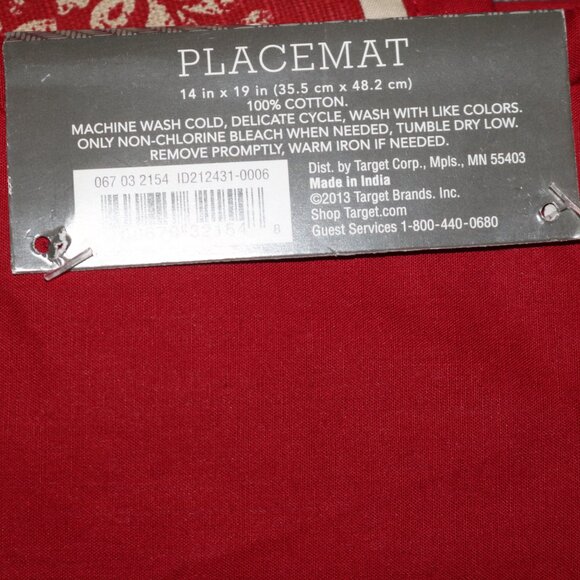 PLACEMAT
14 in x 19 in (35.5 cm x 48.2 cm)
100% COTTON.
MACHINE WASH COLD, DELICATE CYCLE, WASH WITH LIKE COLORS.
ONLY NON-CHLORINE BLEACH WHEN NEEDED, TUMBLE DRY LOW.
REMOVE PROMPTLY, WARM IRON IF NEEDED.
067 03 2154 ID212431-0006
Dist. by Target Corp., Mpls., MN 55403
Made in India
©2013 Target Brands. Inc.
Shop Target.com
Guest Services 1-800-440-0680